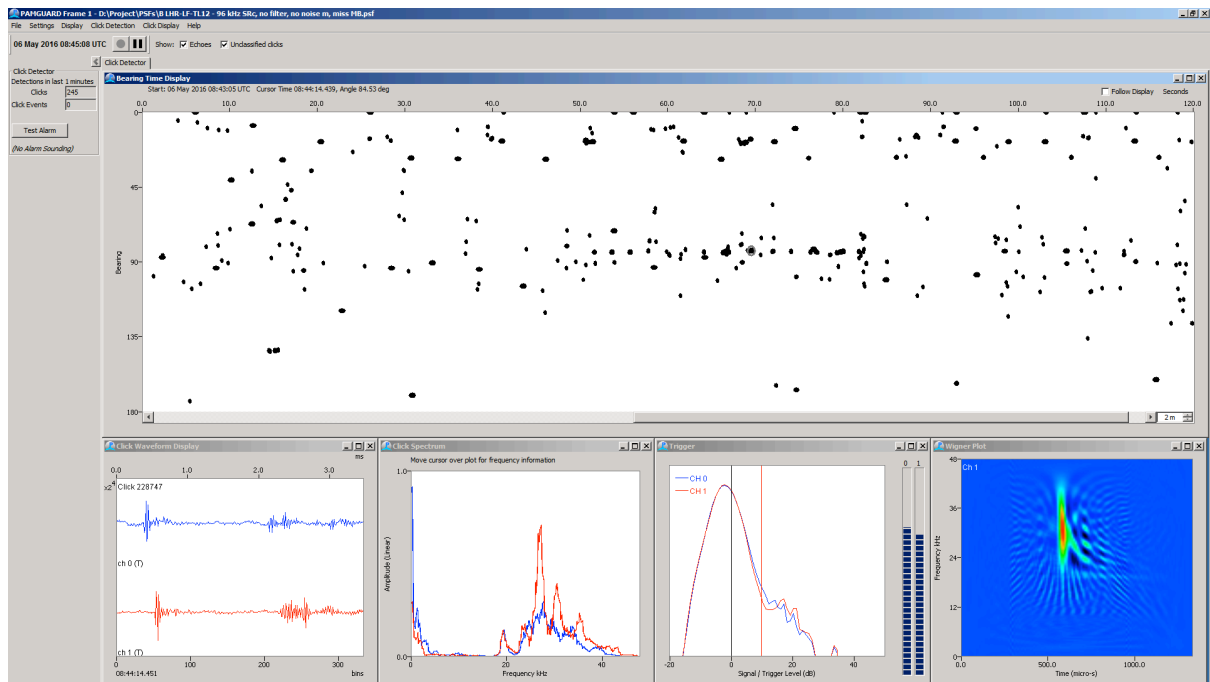 PAMGUARD Frame 1 - D:\Project\PSFs\B LHR-LF-TL12 - 96 kHz SRc, no filter, no noise m, miss MB.psf
File Settings Display Click Detection Click Display Help
06 May 2016 08:45:08 UTC Show: Echoes Unclassified clicks
Click Detector
Click Detector
Detections in last 1 minutes
Clicks 245
Click Events 0
Test Alarm
(No Alarm Sounding)
Bearing Time Display
Start: 06 May 2016 08:43:05 UTC Cursor Time 08:44:14.439, Angle 84.53 deg Follow Display Seconds
0.0 10.0 20.0 30.0 40.0 50.0 60.0 70.0 80.0 90.0 100.0 110.0 120.0
0
45
90
135
180
Bearing
2 m
Click Waveform Display
ms
0.0 1.0 2.0 3.0
x2^4
Click 228747
ch 0 (T)
ch 1 (T)
0 100 200 300
08:44:14.451 bins
Click Spectrum
Move cursor over plot for frequency information
1.0
Amplitude (Linear)
0.0
0 20 40
Frequency kHz
Trigger
CH 0
CH 1
0 1
-20 0 20 40
Signal / Trigger Level (dB)
Wigner Plot
Ch 1
48
36
24
12
0
Frequency kHz
0.0 500.0 1000.0
Time (micro-s)